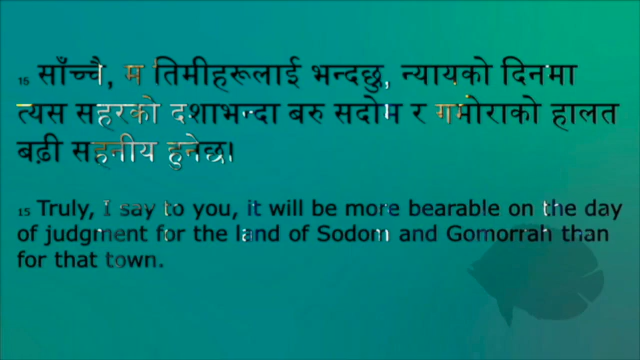 15 साँच्चै, म तिमीहरूलाई भन्दछु, न्यायको दिनमा
त्यस सहरको दशाभन्दा बरु सदोम र गमोराको हालत
बढ़ी सहनीय हुनेछ।
15 Truly, I say to you, it will be more bearable on the day
of judgment for the land of Sodom and Gomorrah than
for that town.